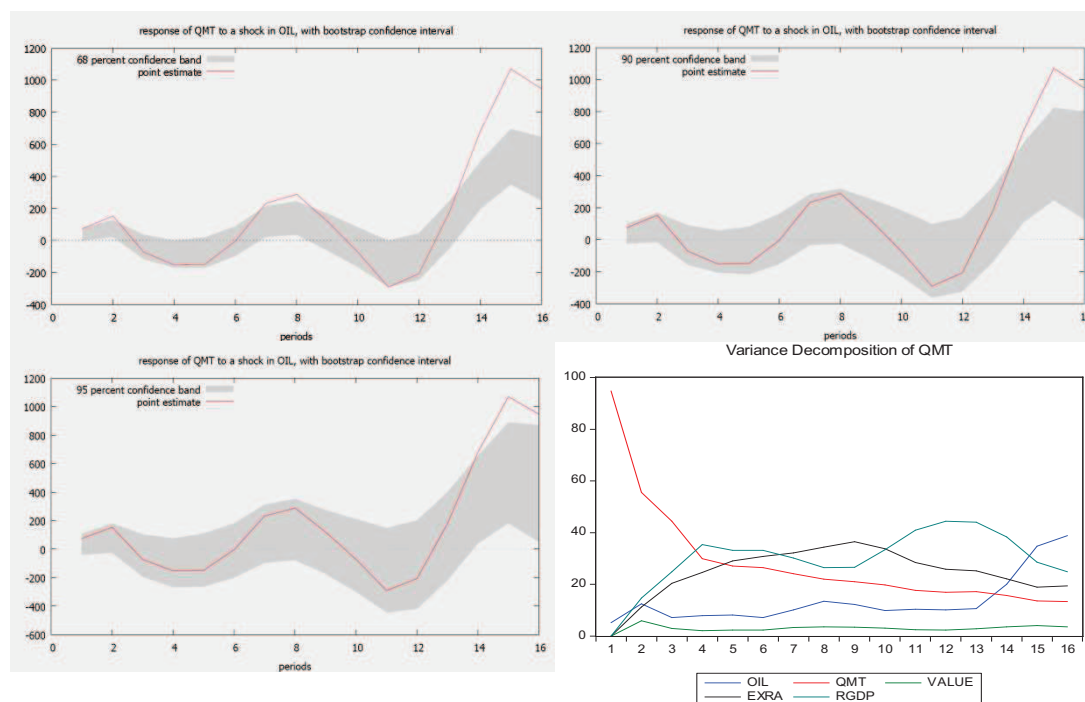 response of QMT to a shock in OIL, with bootstrap confidence interval
68 percent confidence band
point estimate
1200
1000
800
600
400
200
0
-200
-400
0 2 4 6 8 10 12 14 16
periods
response of QMT to a shock in OIL, with bootstrap confidence interval
90 percent confidence band
point estimate
1200
1000
800
600
400
200
0
-200
-400
0 2 4 6 8 10 12 14 16
periods
response of QMT to a shock in OIL, with bootstrap confidence interval
95 percent confidence band
point estimate
1200
1000
800
600
400
200
0
-200
-400
-600
0 2 4 6 8 10 12 14 16
periods
Variance Decomposition of QMT
100
80
60
40
20
0
1 2 3 4 5 6 7 8 9 10 11 12 13 14 15 16
OIL QMT VALUE
EXRA RGDP